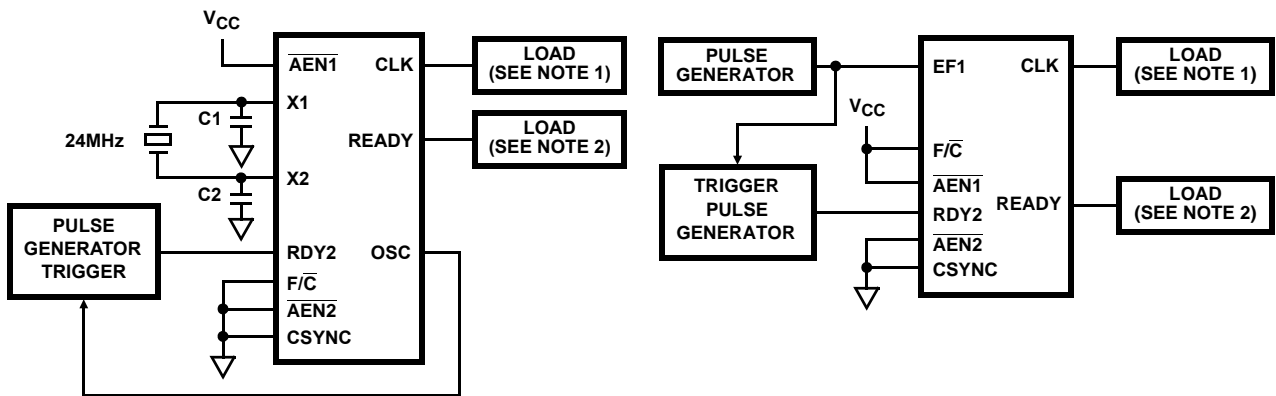 VCC
AEN1
CLK
LOAD
(SEE NOTE 1)
X1
C1
24MHz
READY
LOAD
(SEE NOTE 2)
X2
C2
PULSE
GENERATOR
TRIGGER
RDY2
OSC
F/C
AEN2
CSYNC
PULSE
GENERATOR
EF1
CLK
LOAD
(SEE NOTE 1)
VCC
F/C
TRIGGER
PULSE
GENERATOR
AEN1
RDY2
READY
LOAD
(SEE NOTE 2)
AEN2
CSYNC